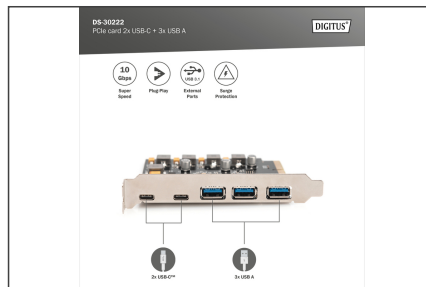 DS-30222
PCIe card 2x USB-C + 3x USB A
DIGITUS®
10
Gbps
USB 3.1
Super
Speed
Plug-Play
External
Ports
Surge
Protection
2x USB-C™
3x USB A